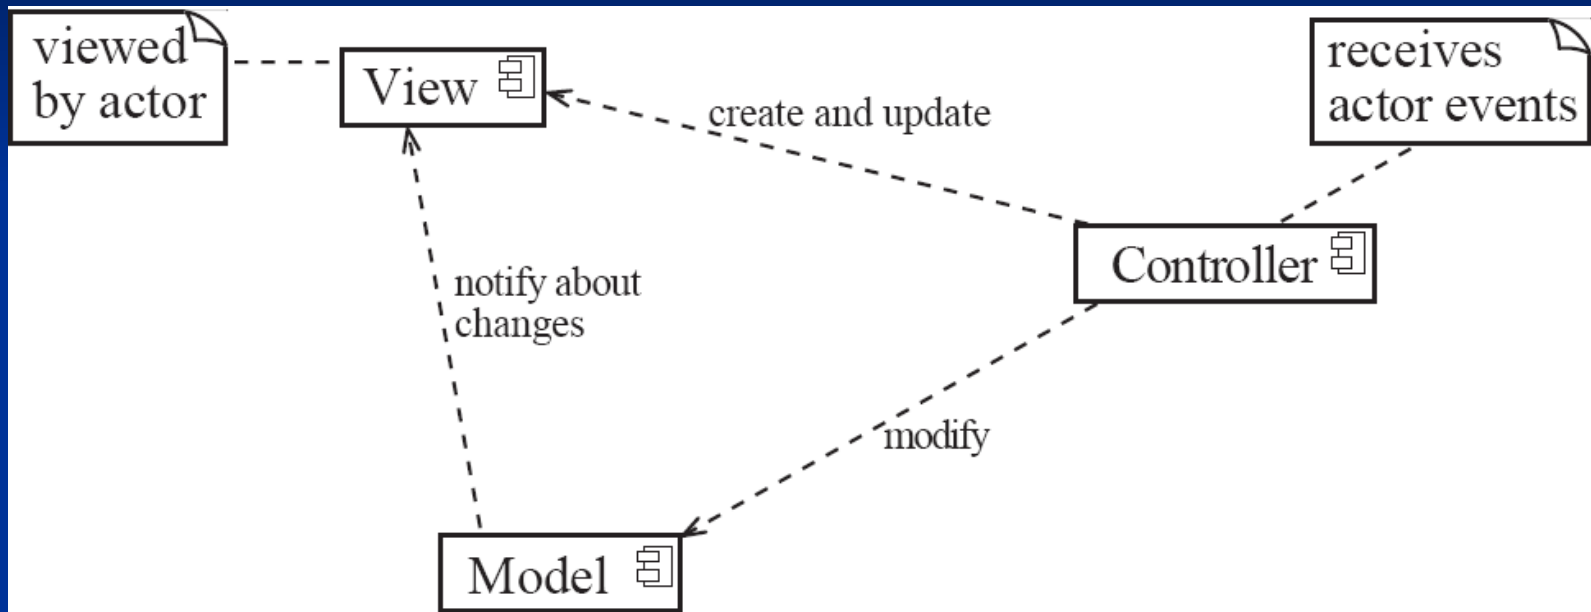 viewed
by actor
View
create and update
receives
actor events
Controller
notify about
changes
modify
Model